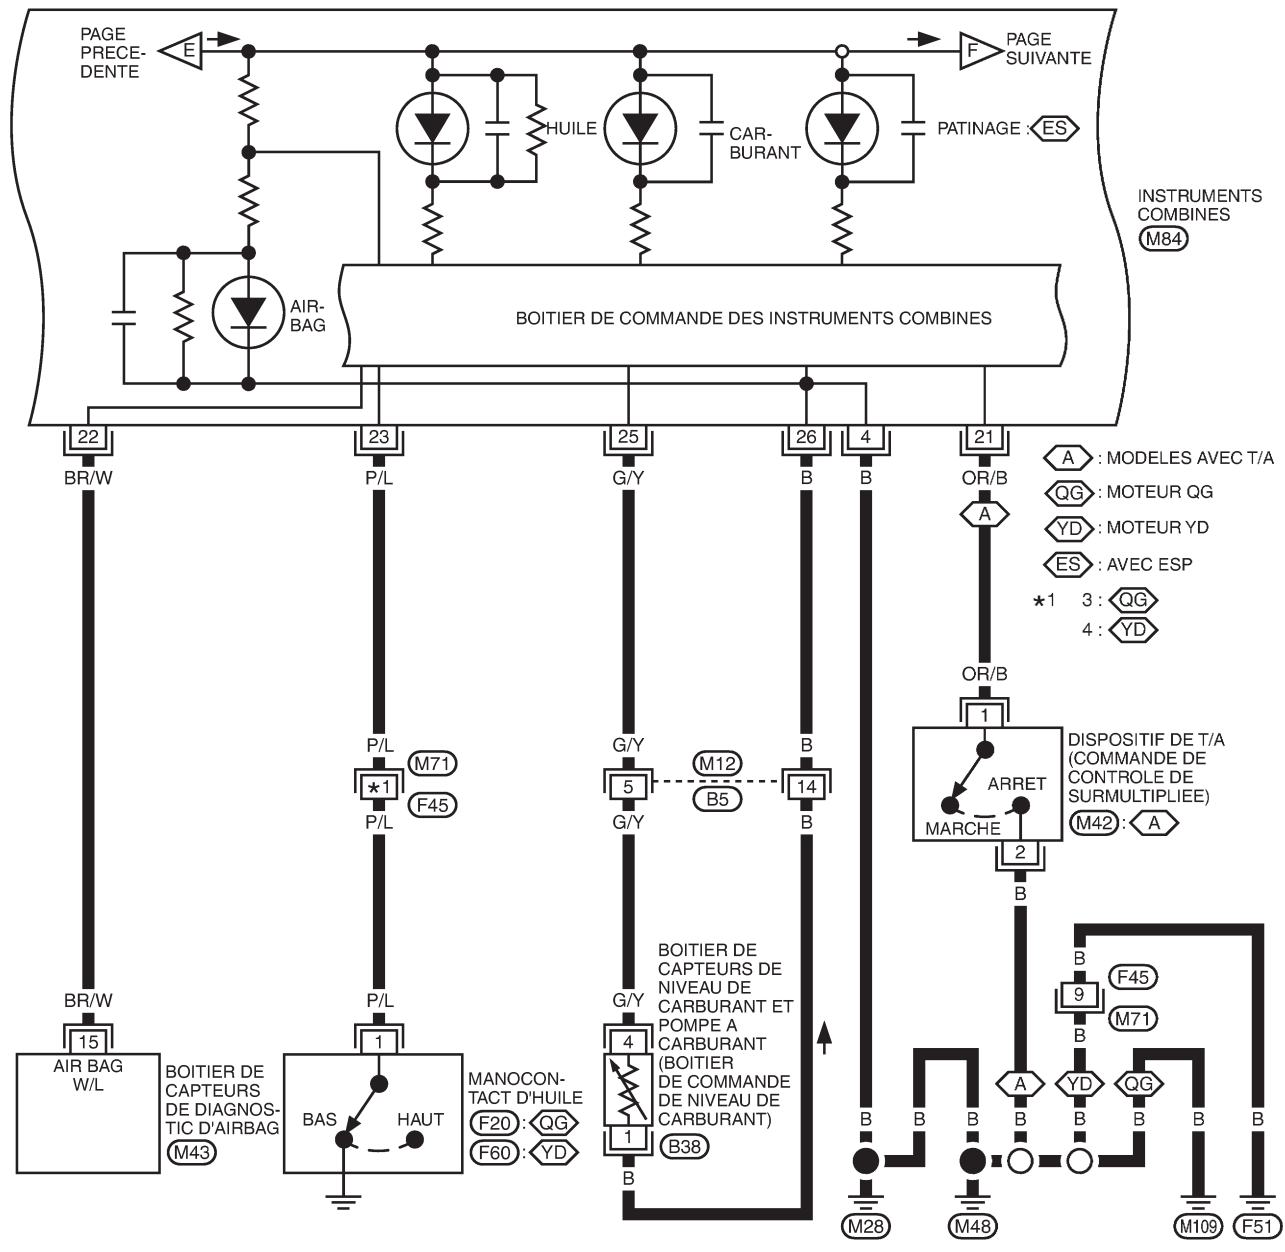 PAGE
PRECE-
DENTE
E
F
PAGE
SUIVANTE
HUILE
CAR-
BURANT
PATINAGE : ES
INSTRUMENTS
COMBINES
M84
AIR-
BAG
BOITIER DE COMMANDE DES INSTRUMENTS COMBINES
22 23 25 26 4 21
BR/W P/L G/Y B B OR/B
A
A : MODELES AVEC T/A
QG : MOTEUR QG
YD : MOTEUR YD
ES : AVEC ESP
*1 3 : QG
4 : YD
OR/B
1
P/L G/Y B
M71
*1
F45
M12
5 14
B5
P/L G/Y B
ARRET
MARCHE
2
B
DISPOSITIF DE T/A
(COMMANDE DE
CONTROLE DE
SURMULTIPLIEE)
M42 : A
BR/W P/L G/Y
15 1 4
AIR BAG
W/L
BOITIER DE
CAPTEURS
DE DIAGNOS-
TIC D'AIRBAG
M43
BAS HAUT
MANOCON-
TACT D'HUILE
F20 : QG
F60 : YD
BOITIER DE
CAPTEURS DE
NIVEAU DE
CARBURANT ET
POMPE A
CARBURANT
(BOITIER
DE COMMANDE
DE NIVEAU DE
CARBURANT)
1
B38
B
B
F45
9
M71
B
A YD QG
B B B B B B B B
M28 M48 M109 F51